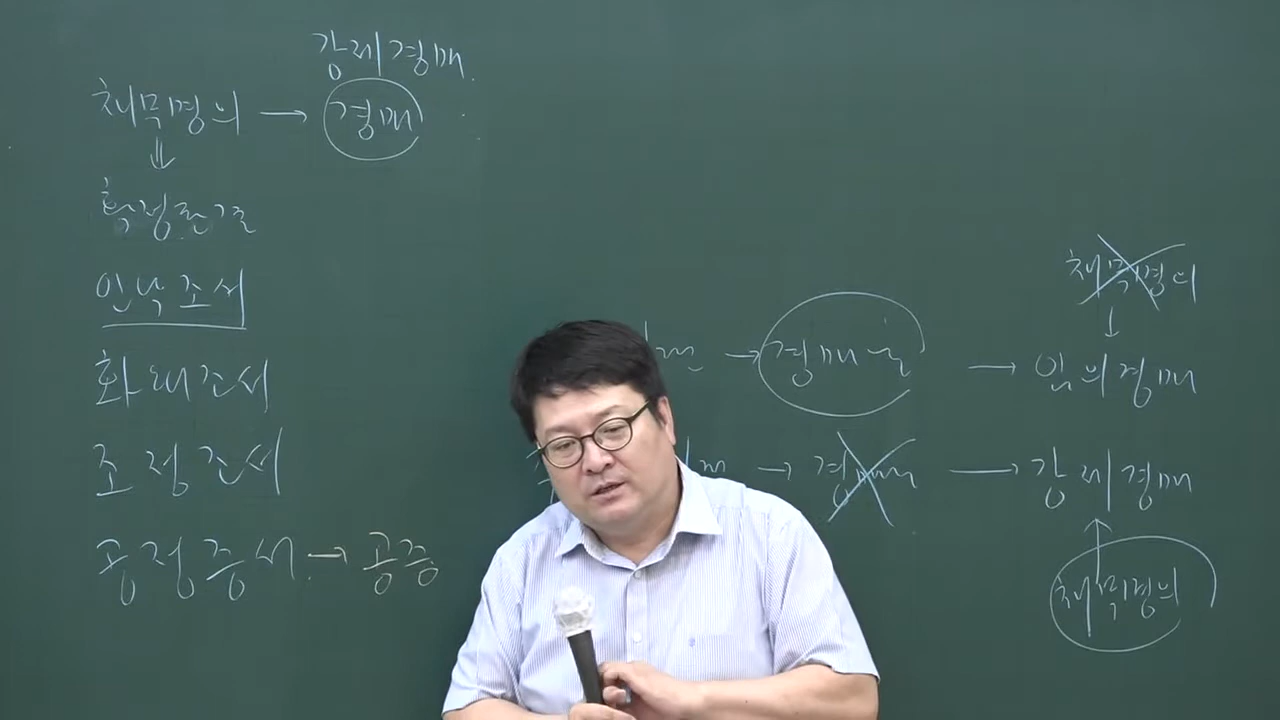 강제경매
채무명의 → 경매
⇓
확정판결
인낙조서
화해조서
조정조서
공정증서 → 공증
→ 경매 → 임의경매
채무명의
↓
→ 경매 → 강제경매
↑
채무명의